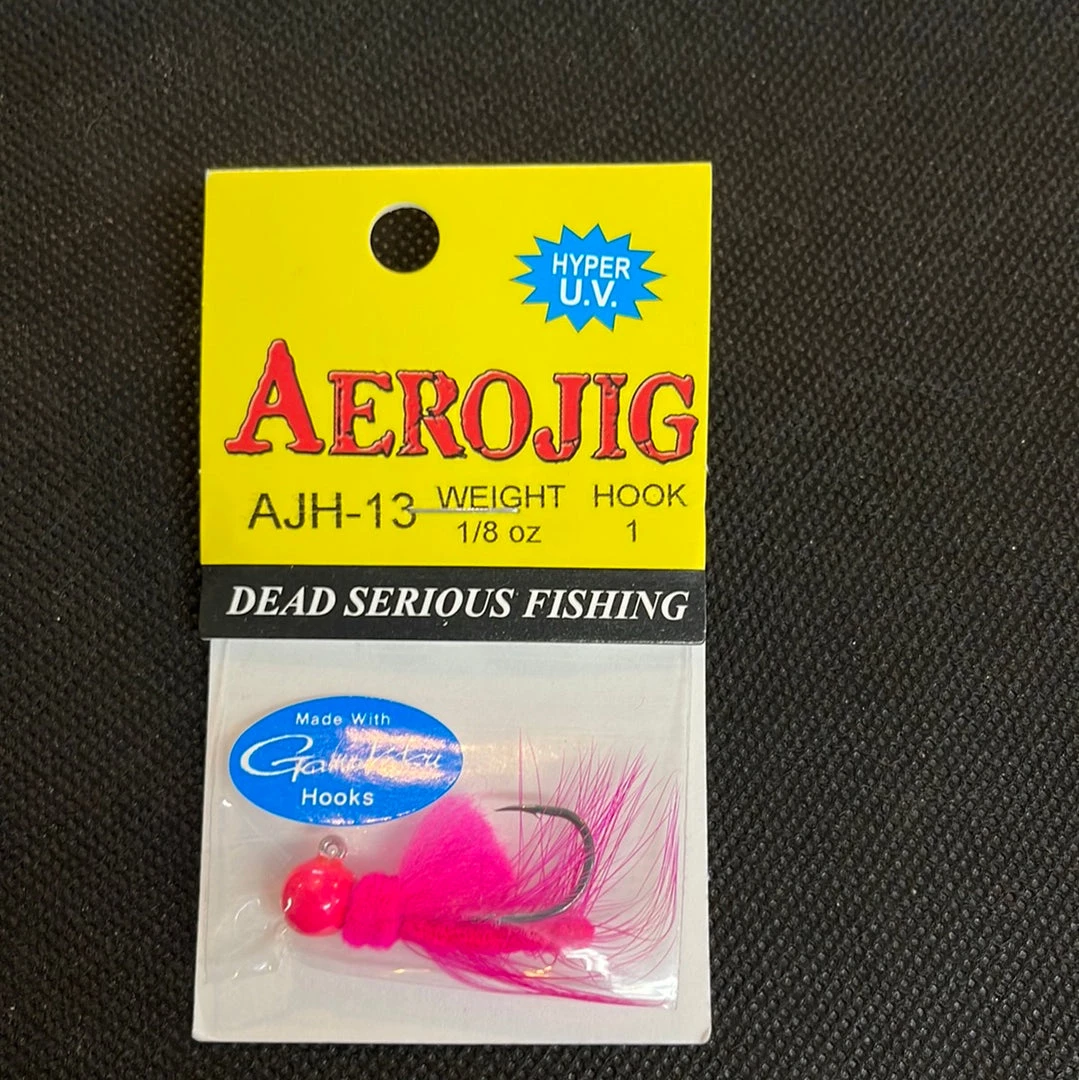 HYPER
U.V.
AEROJIG
AJH-13 WEIGHT HOOK
1/8 oz 1
DEAD SERIOUS FISHING
Made With
Gamakatsu
Hooks